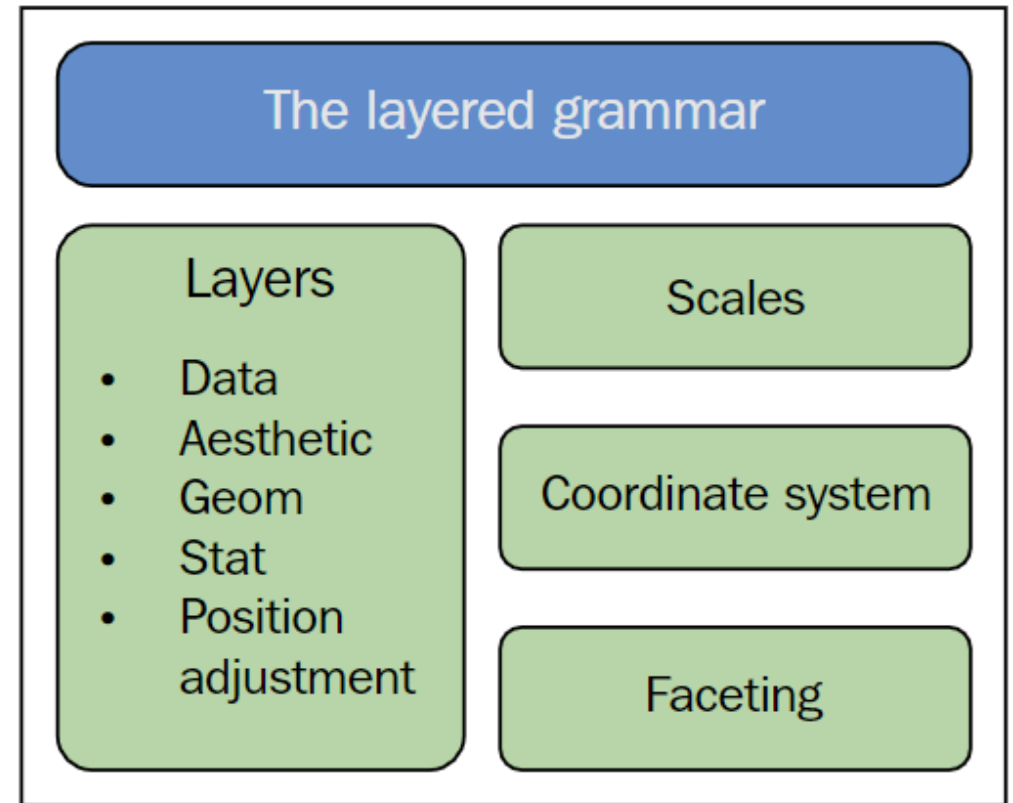 The layered grammar
Layers
• Data
• Aesthetic
• Geom
• Stat
• Position
adjustment
Scales
Coordinate system
Faceting